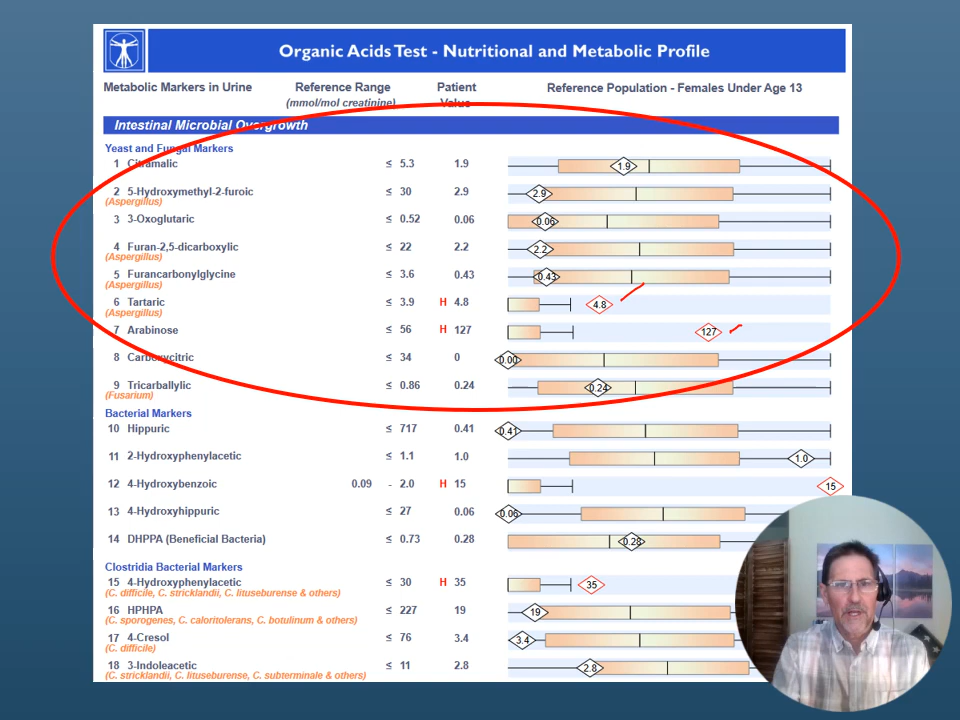 Organic Acids Test - Nutritional and Metabolic Profile
Metabolic Markers in Urine Reference Range Patient Reference Population - Females Under Age 13
(mmol/mol creatinine) Value
Intestinal Microbial Overgrowth
Yeast and Fungal Markers
1 Citramalic ≤ 5.3 1.9 1.9
2 5-Hydroxymethyl-2-furoic ≤ 30 2.9 2.9
(Aspergillus)
3 3-Oxoglutaric ≤ 0.52 0.06 0.06
4 Furan-2,5-dicarboxylic ≤ 22 2.2 2.2
(Aspergillus)
5 Furancarbonylglycine ≤ 3.6 0.43 0.43
(Aspergillus)
6 Tartaric ≤ 3.9 H 4.8 4.8
(Aspergillus)
7 Arabinose ≤ 56 H 127 127
8 Carboxycitric ≤ 34 0 0.00
9 Tricarballylic ≤ 0.86 0.24 0.24
(Fusarium)
Bacterial Markers
10 Hippuric ≤ 717 0.41 0.41
11 2-Hydroxyphenylacetic ≤ 1.1 1.0 1.0
12 4-Hydroxybenzoic 0.09 - 2.0 H 15 15
13 4-Hydroxyhippuric ≤ 27 0.06 0.06
14 DHPPA (Beneficial Bacteria) ≤ 0.73 0.28 0.28
Clostridia Bacterial Markers
15 4-Hydroxyphenylacetic ≤ 30 H 35 35
(C. difficile, C. stricklandii, C. lituseburense & others)
16 HPHPA ≤ 227 19 19
(C. sporogenes, C. caloritolerans, C. botulinum & others)
17 4-Cresol ≤ 76 3.4 3.4
(C. difficile)
18 3-Indoleacetic ≤ 11 2.8 2.8
(C. stricklandii, C. lituseburense, C. subterminale & others)